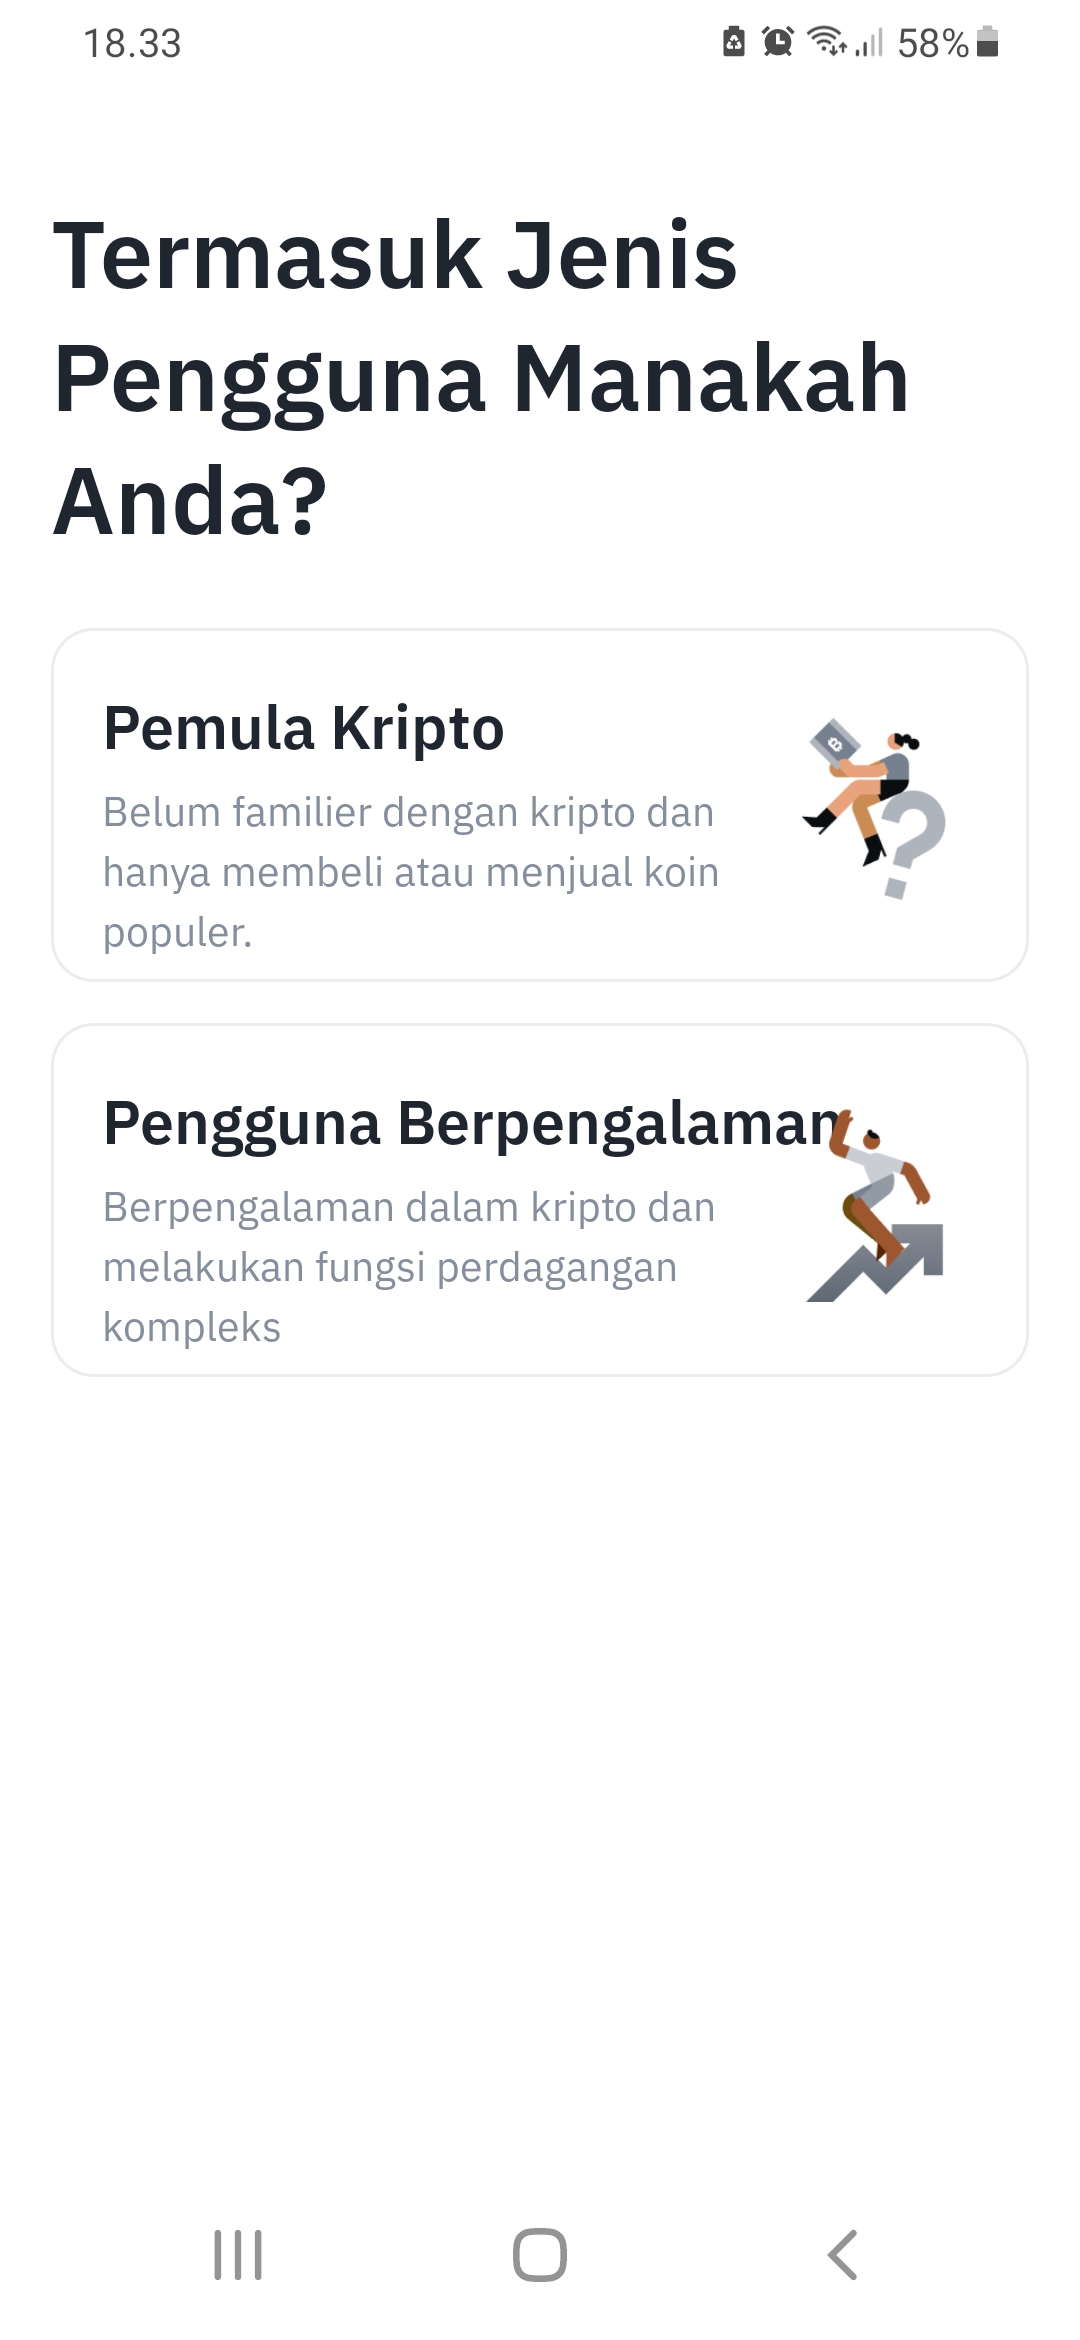 18.33
58%
Termasuk Jenis
Pengguna Manakah
Anda?
Pemula Kripto
Belum familier dengan kripto dan
hanya membeli atau menjual koin
populer.
Pengguna Berpengalaman
Berpengalaman dalam kripto dan
melakukan fungsi perdagangan
kompleks